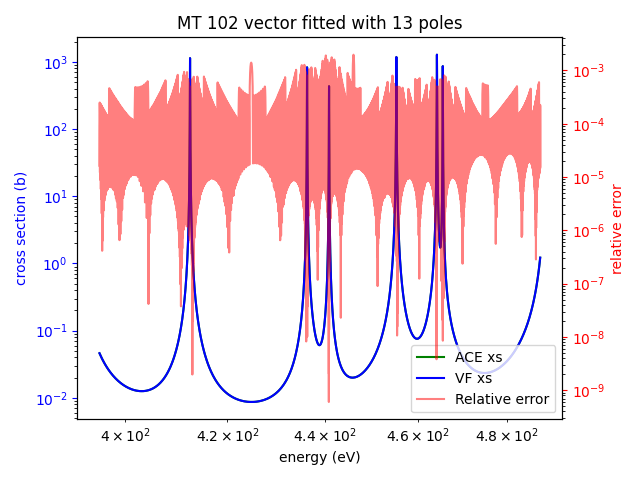 MT 102 vector fitted with 13 poles
cross section (b)
10³
10²
10¹
10⁰
10⁻¹
10⁻²
10⁻³
10⁻⁴
10⁻⁵
10⁻⁶
10⁻⁷
10⁻⁸
10⁻⁹
relative error
ACE xs
VF xs
Relative error
4 × 10² 4.2 × 10² 4.4 × 10² 4.6 × 10² 4.8 × 10²
energy (eV)